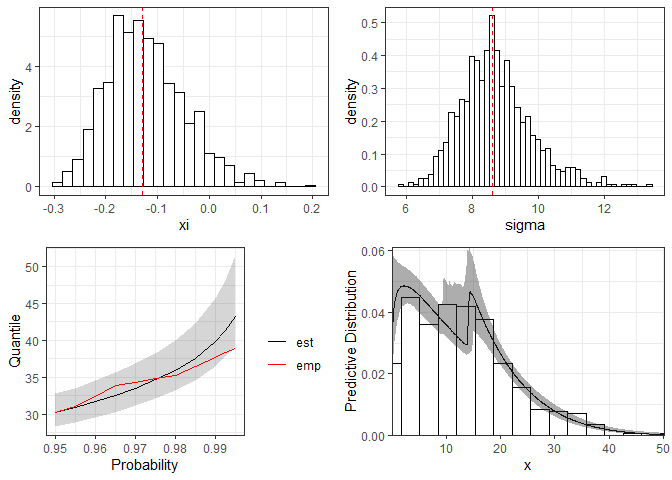 density
4
2
0
-0.3 -0.2 -0.1 0.0 0.1 0.2
xi
density
0.5
0.4
0.3
0.2
0.1
0.0
6 8 10 12
sigma
Quantile
50
45
40
35
30
0.95 0.96 0.97 0.98 0.99
Probability
est
emp
Predictive Distribution
0.06
0.04
0.02
0.00
10 20 30 40 50
x